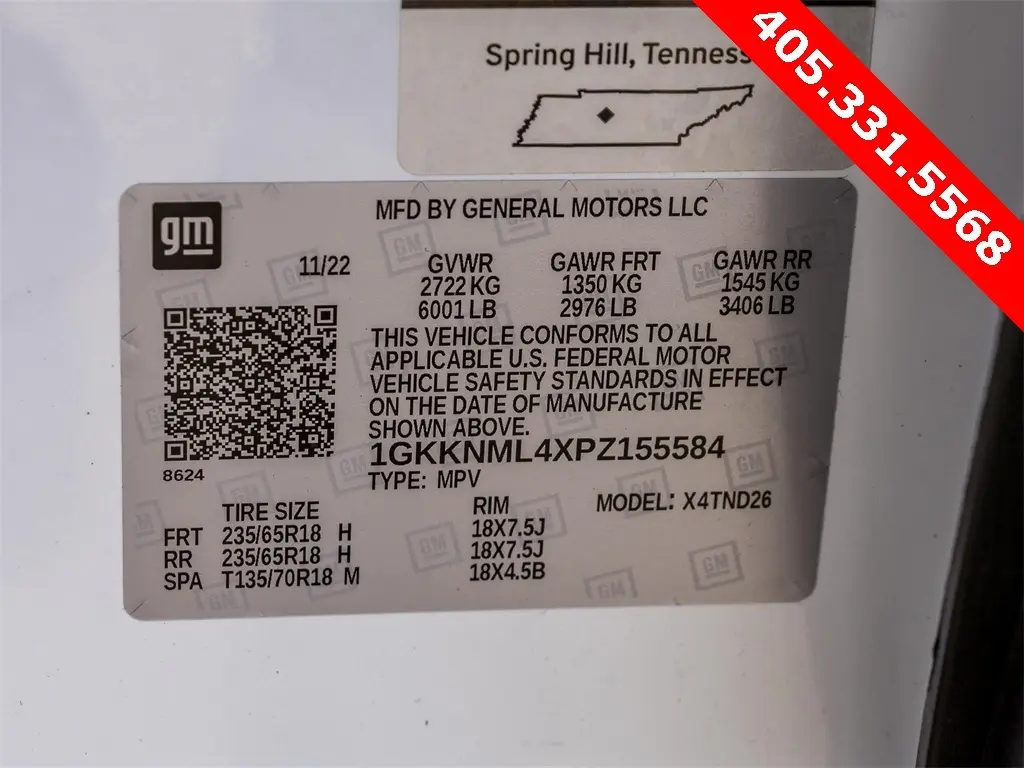 Spring Hill, Tenness
405.331.5568
gm
MFD BY GENERAL MOTORS LLC
11/22 GVWR GAWR FRT GAWR RR
2722 KG 1350 KG 1545 KG
6001 LB 2976 LB 3406 LB
THIS VEHICLE CONFORMS TO ALL
APPLICABLE U.S. FEDERAL MOTOR
VEHICLE SAFETY STANDARDS IN EFFECT
ON THE DATE OF MANUFACTURE
SHOWN ABOVE.
1GKKNML4XPZ155584
8624
TYPE: MPV
TIRE SIZE RIM MODEL: X4TND26
FRT 235/65R18 H 18X7.5J
RR 235/65R18 H 18X7.5J
SPA T135/70R18 M 18X4.5B